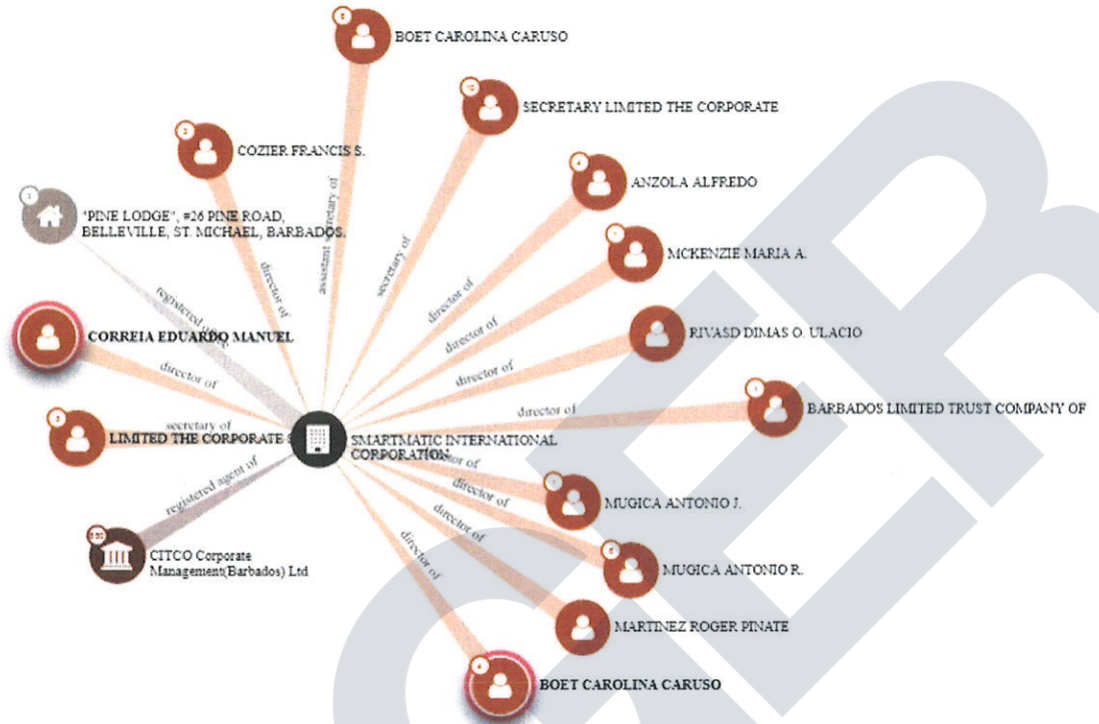 BOET CAROLINA CARUSO
SECRETARY LIMITED THE CORPORATE
COZIER FRANCIS S.
ANZOLA ALFREDO
"PINE LODGE", #26 PINE ROAD,
BELLEVILLE, ST. MICHAEL, BARBADOS.
MCKENZIE MARIA A.
CORREIA EDUARDO MANUEL
RIVASD DIMAS O. ULACIO
BARBADOS LIMITED TRUST COMPANY OF
LIMITED THE CORPORATE
SMARTMATIC INTERNATIONAL
CORPORATION
MUGICA ANTONIO J.
CITCO Corporate
Management(Barbados) Ltd
MUGICA ANTONIO R.
MARTINEZ ROGER PINATE
BOET CAROLINA CARUSO
assistant secretary of
secretary of
director of
director of
director of
director of
director of
registered
director of
secretary of
registered agent of
director of
director of
director of
director of
GER